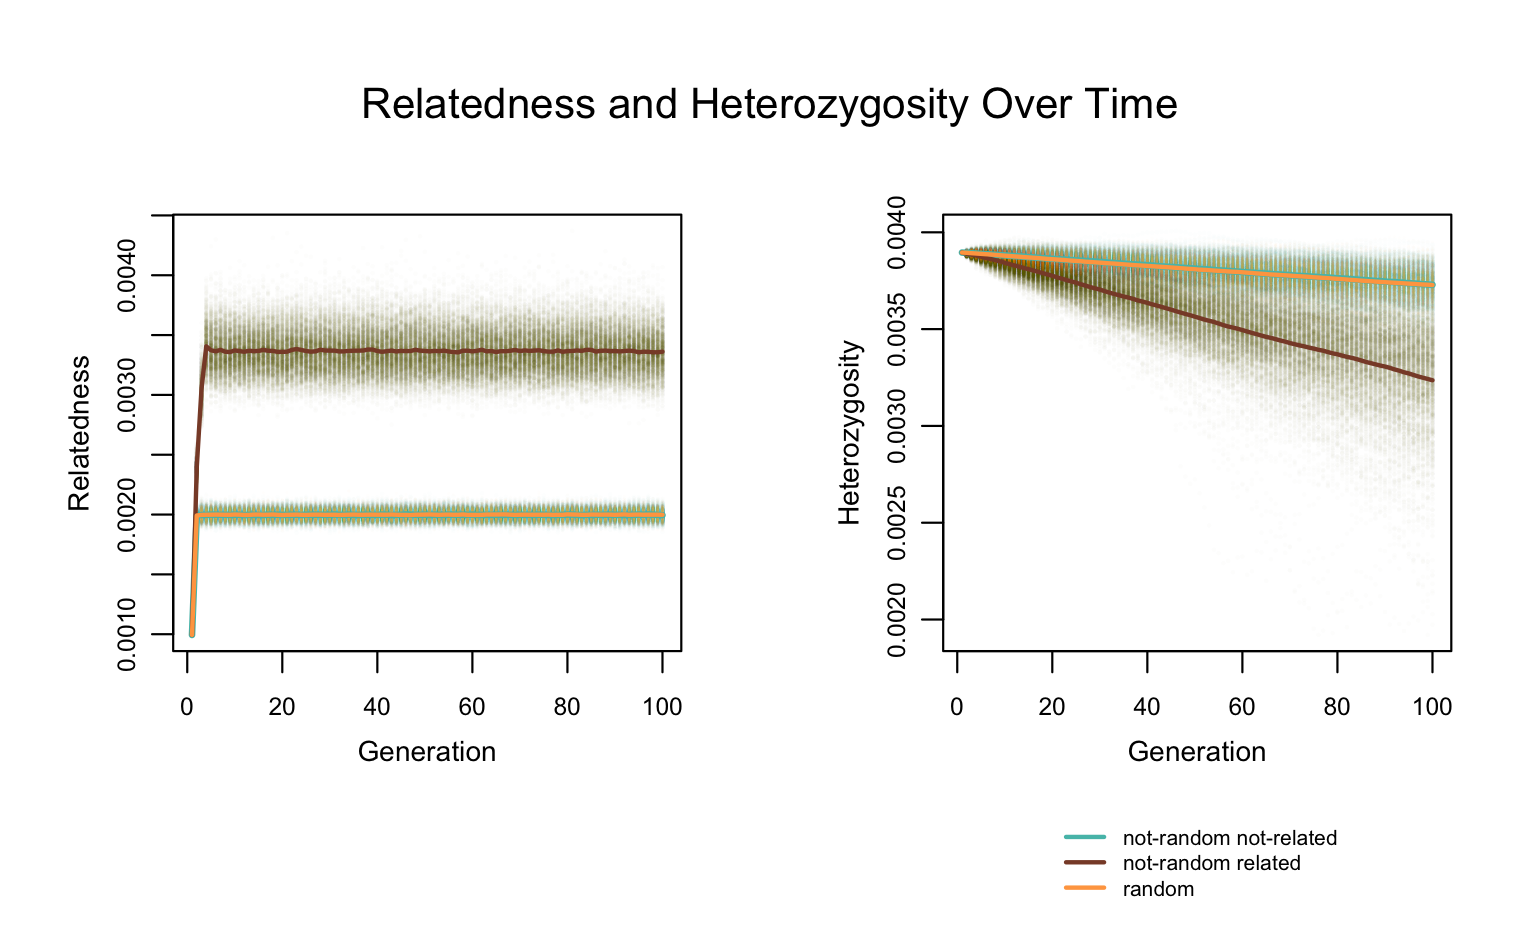 Relatedness and Heterozygosity Over Time
Relatedness
0.0010
0.0020
0.0030
0.0040
0
20
40
60
80
100
Generation
Heterozygosity
0.0020
0.0025
0.0030
0.0035
0.0040
0
20
40
60
80
100
Generation
not-random not-related
not-random related
random